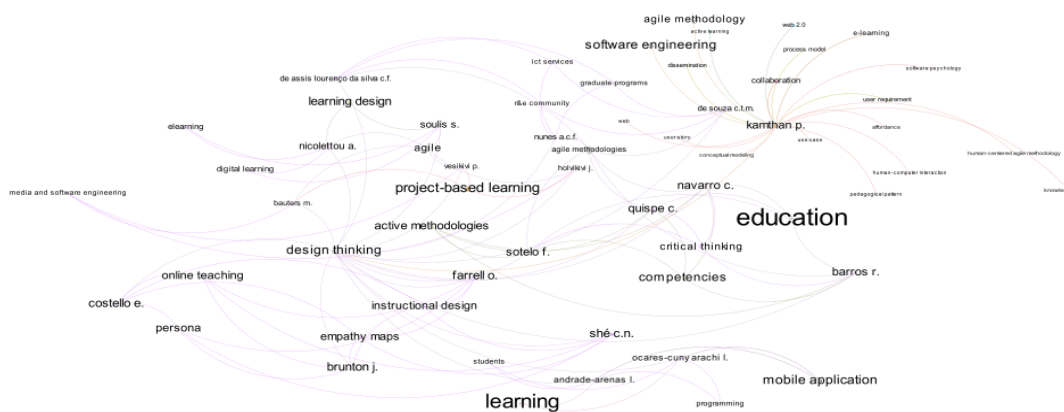 agile methodology
active learning
web 2.0
e-learning
software engineering
process model
ict services
dissemination
software psychology
de assis lourenço da silva c.f.
graduate programs
collaboration
learning design
r&e community
de souza c.t.m.
user requirement
elearning
soulis s.
web
kamthan p.
affordance
nicolettou a.
agile
nunes a.c.f.
user-story
use case
agile methodologies
conceptual modeling
human-centered agile methodology
digital learning
vesikivi p.
holvikivi j.
human-computer interaction
media and software engineering
project-based learning
navarro c.
pedagogical pattern
bauters m.
quispe c.
education
active methodologies
design thinking
sotelo f.
critical thinking
online teaching
farrell o.
competencies
barros r.
costello e.
instructional design
persona
empathy maps
shé c.n.
students
ocares-cuny arachi l.
brunton j.
andrade-arenas l.
mobile application
learning
programming